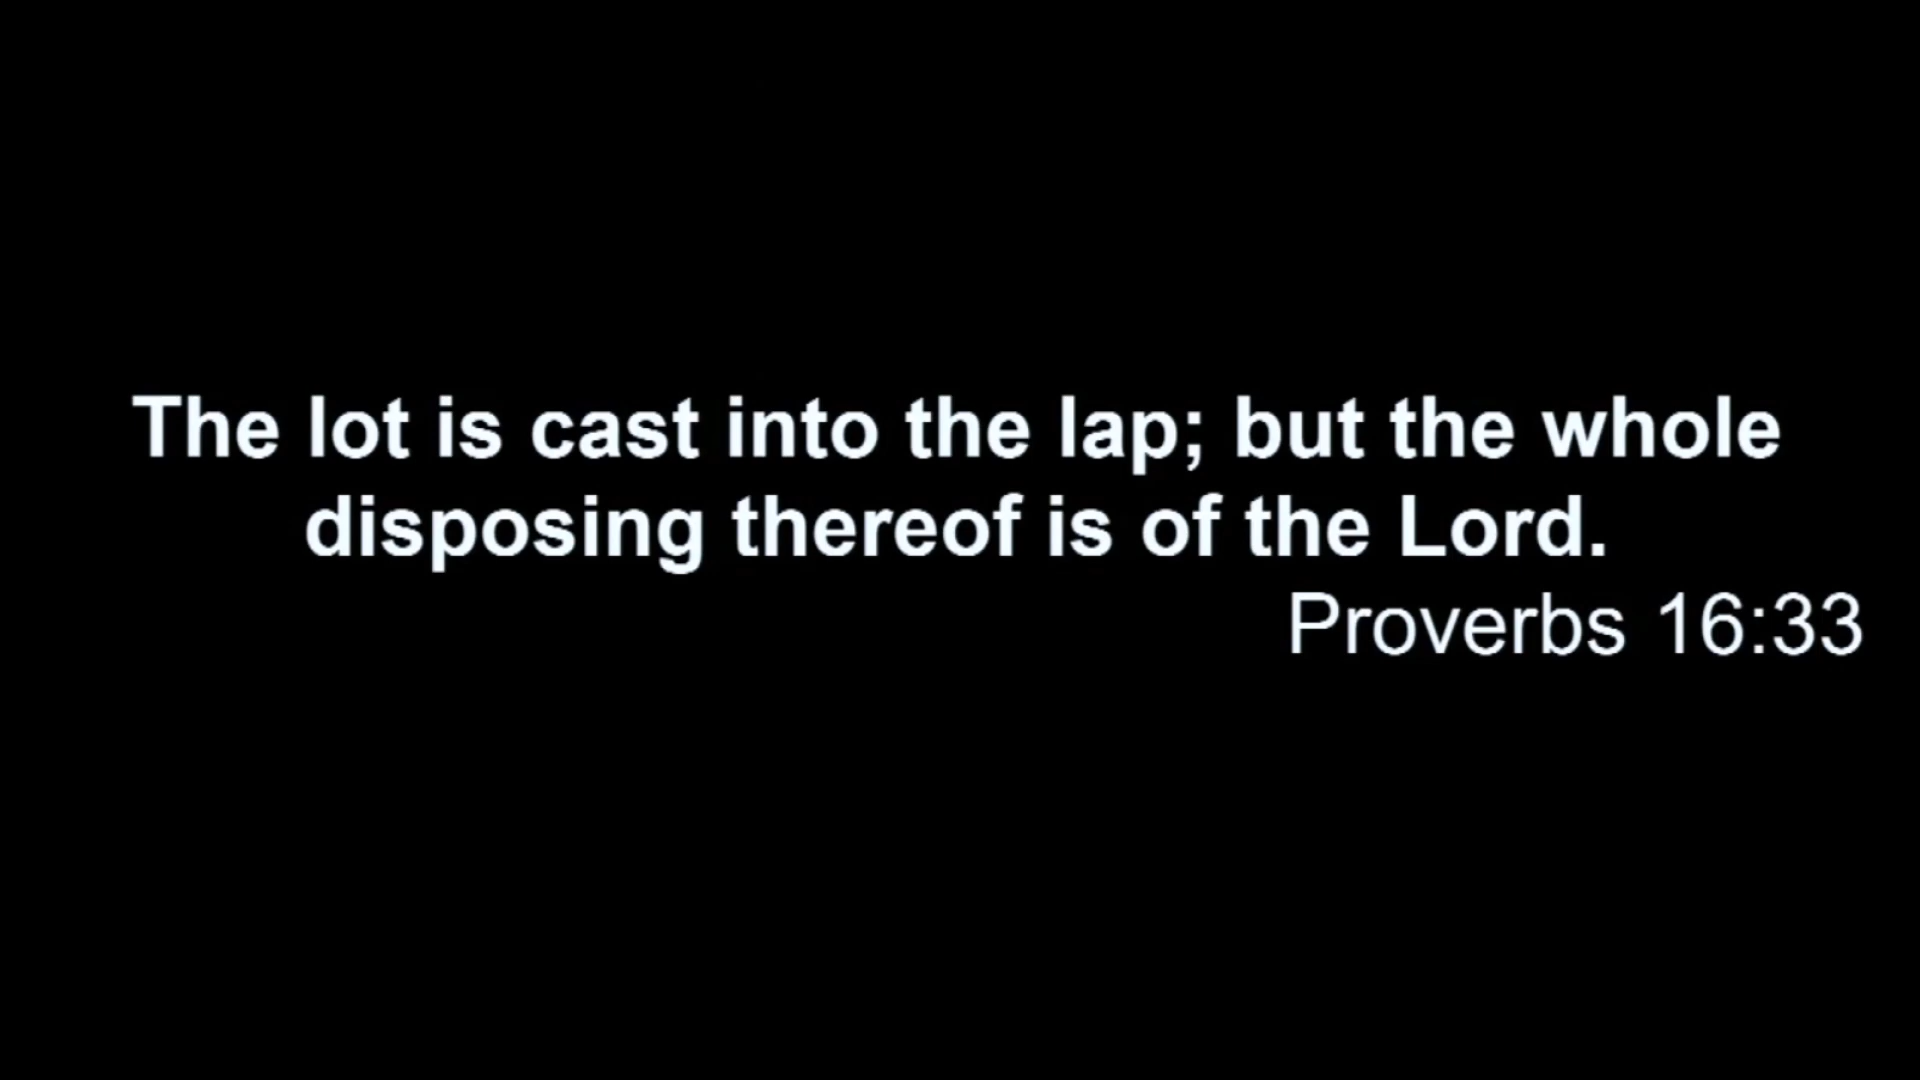 The lot is cast into the lap; but the whole
disposing thereof is of the Lord.
Proverbs 16:33